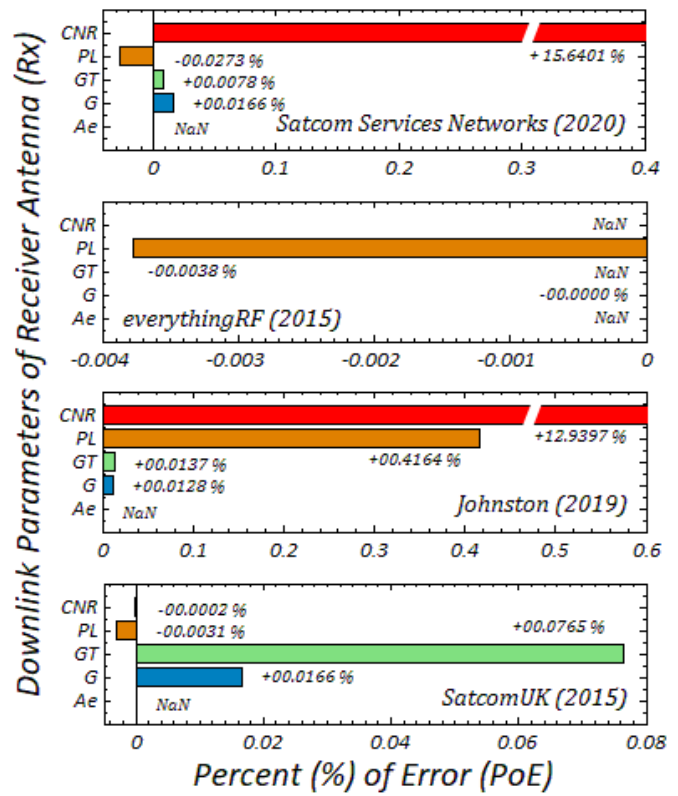 Downlink Parameters of Receiver Antenna (Rx)
CNR
+ 15.6401 %
PL
-00.0273 %
GT
+00.0078 %
G
+00.0166 %
Ae
NaN
Satcom Services Networks (2020)
0 0.1 0.2 0.3 0.4
CNR
NaN
PL
-00.0038 %
GT
NaN
G
-00.0000 %
Ae
NaN
everythingRF (2015)
-0.004 -0.003 -0.002 -0.001 0
CNR
+12.9397 %
PL
+00.4164 %
GT
+00.0137 %
G
+00.0128 %
Ae
NaN
Johnston (2019)
0 0.1 0.2 0.3 0.4 0.5 0.6
CNR
-00.0002 %
PL
-00.0031 %
GT
+00.0765 %
G
+00.0166 %
Ae
NaN
SatcomUK (2015)
0 0.02 0.04 0.06 0.08
Percent (%) of Error (PoE)